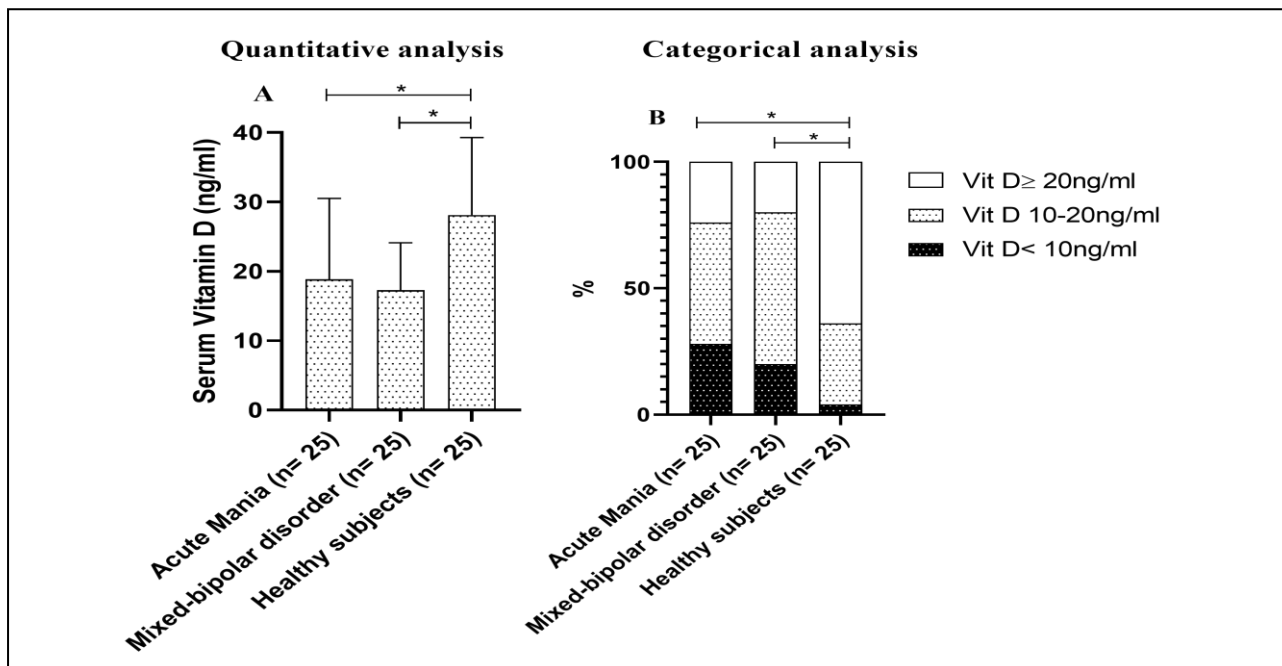 Quantitative analysis
A
*
*
Serum Vitamin D (ng/ml)
40
30
20
10
0
Acute Mania (n= 25)
Mixed-bipolar disorder (n= 25)
Healthy subjects (n= 25)
Categorical analysis
B
*
*
%
100
50
0
Acute Mania (n= 25)
Mixed-bipolar disorder (n= 25)
Healthy subjects (n= 25)
Vit D≥ 20ng/ml
Vit D 10-20ng/ml
Vit D< 10ng/ml